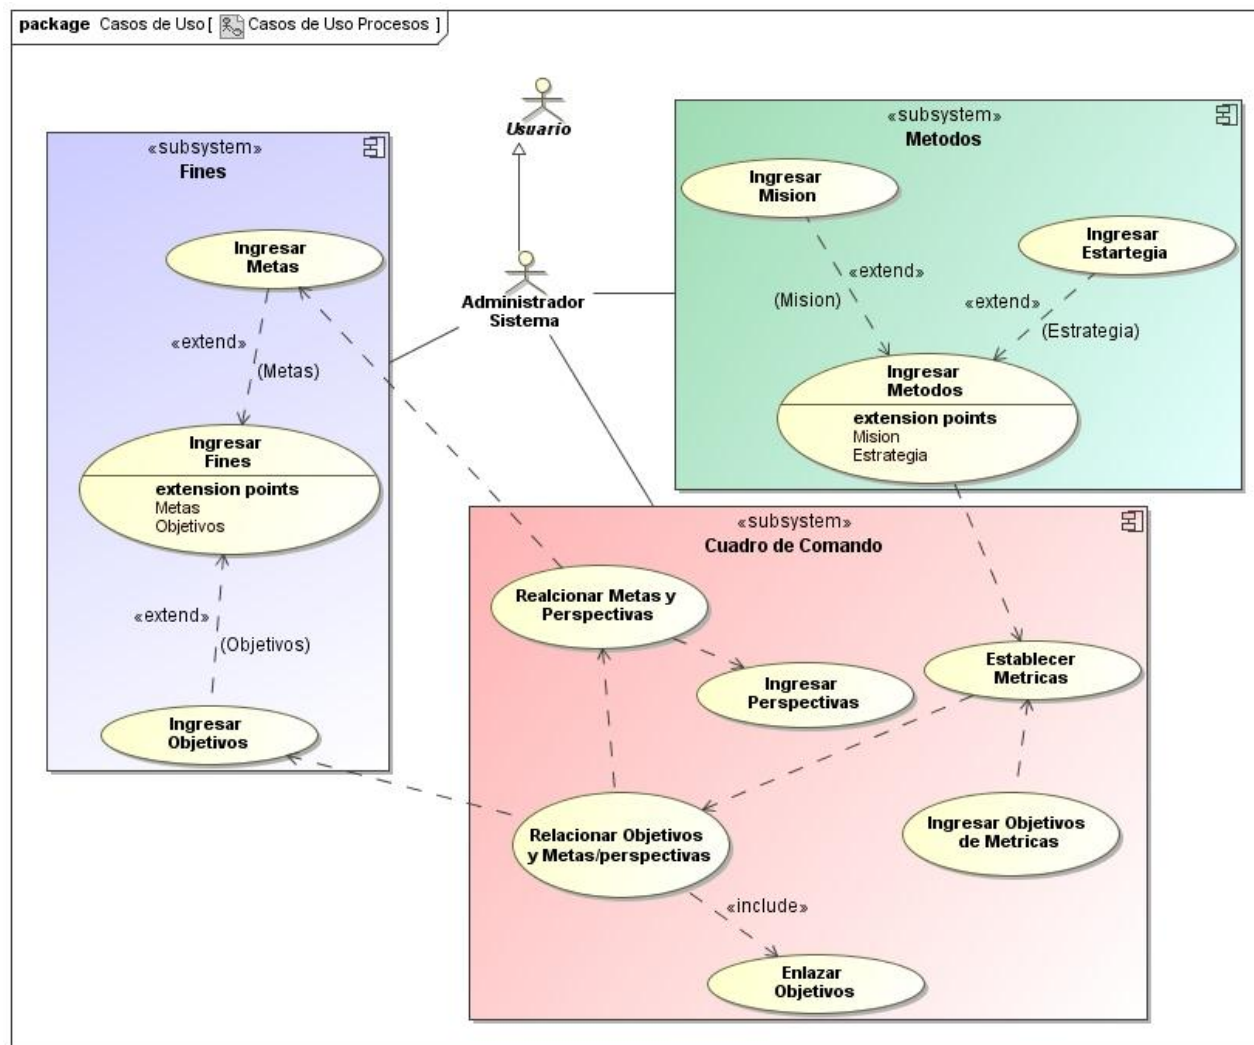 package Casos de Uso [ Casos de Uso Procesos ]
Usuario
«subsystem»
Fines
Ingresar
Metas
«extend»
(Metas)
Ingresar
Fines
extension points
Metas
Objetivos
«extend»
(Objetivos)
Ingresar
Objetivos
Administrador
Sistema
«subsystem»
Metodos
Ingresar
Mision
Ingresar
Estartegia
«extend»
(Mision)
«extend»
(Estrategia)
Ingresar
Metodos
extension points
Mision
Estrategia
«subsystem»
Cuadro de Comando
Realcionar Metas y
Perspectivas
Ingresar
Perspectivas
Establecer
Metricas
Relacionar Objetivos
y Metas/perspectivas
Ingresar Objetivos
de Metricas
«include»
Enlazar
Objetivos